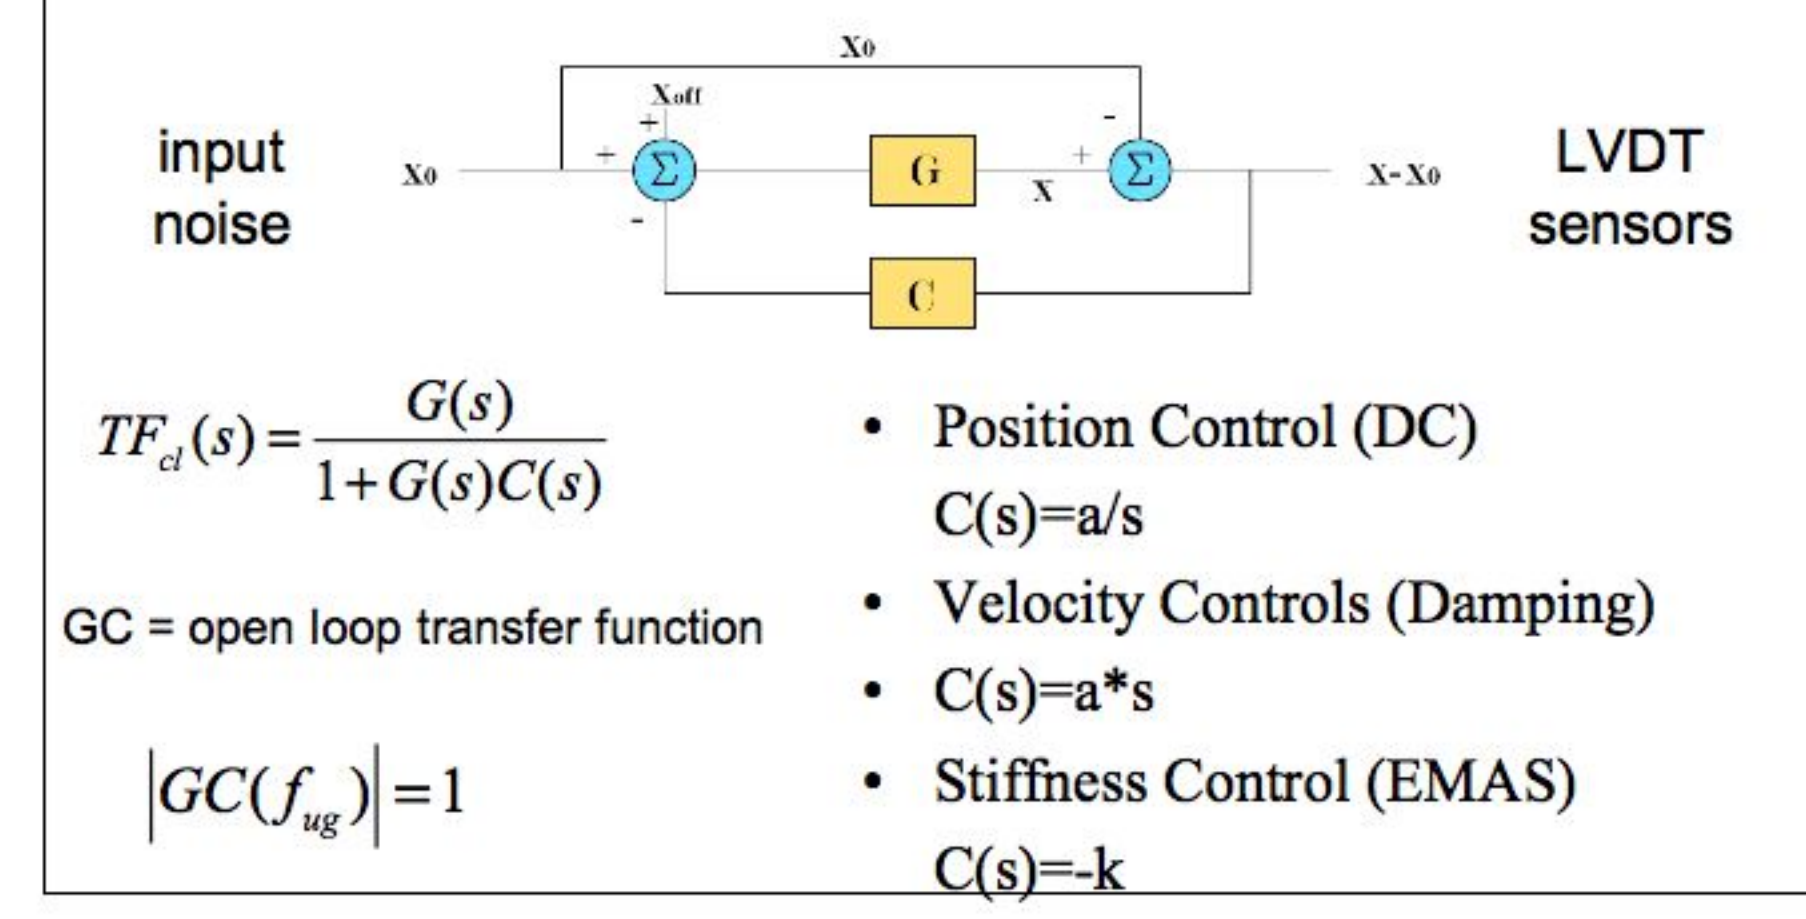 X0
Xoff
+
-
input
noise
X0
+
Σ
G
+
X
Σ
X-X0
LVDT
sensors
-
C
TFcl(s)=G(s)/1+G(s)C(s)
GC = open loop transfer function
|GC(fug)|=1
• Position Control (DC)
C(s)=a/s
• Velocity Controls (Damping)
• C(s)=a*s
• Stiffness Control (EMAS)
C(s)=-k